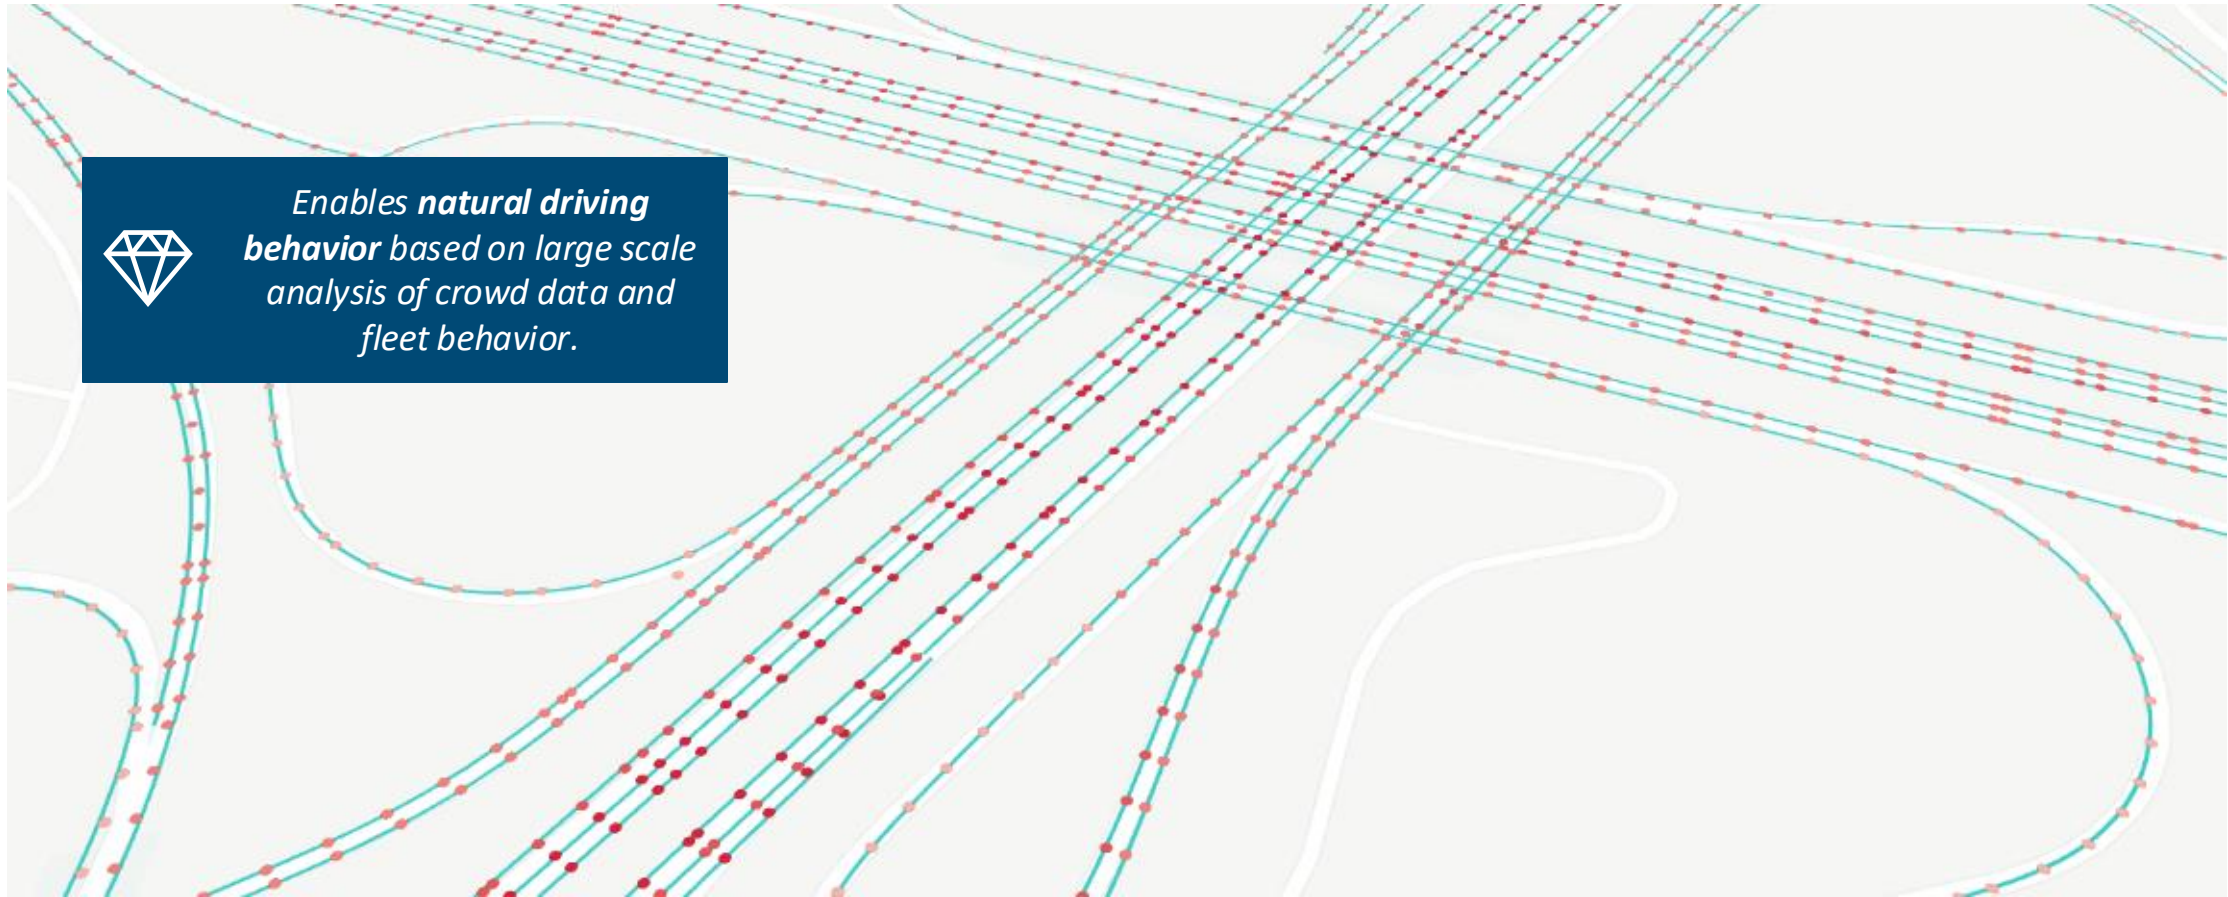 Enables natural driving
behavior based on large scale
analysis of crowd data and
fleet behavior.